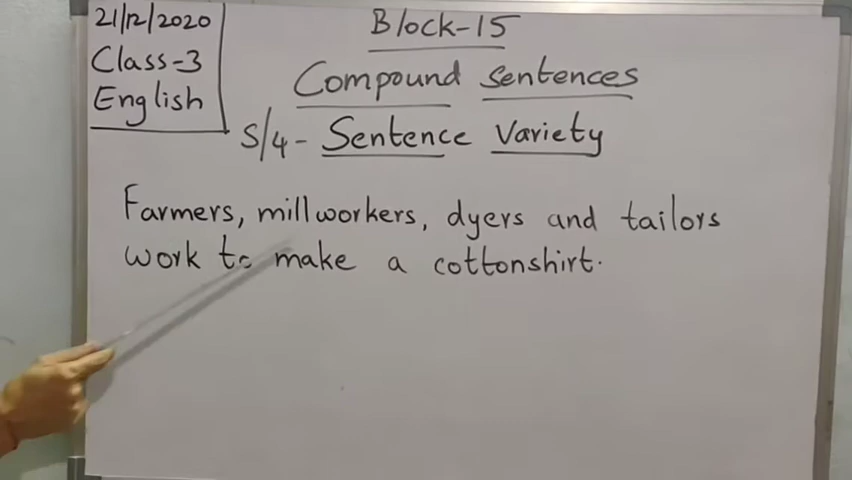 21/12/2020
Class-3
English
Block-15
Compound Sentences
S/4 - Sentence Variety
Farmers, millworkers, dyers and tailors
work to make a cottonshirt.